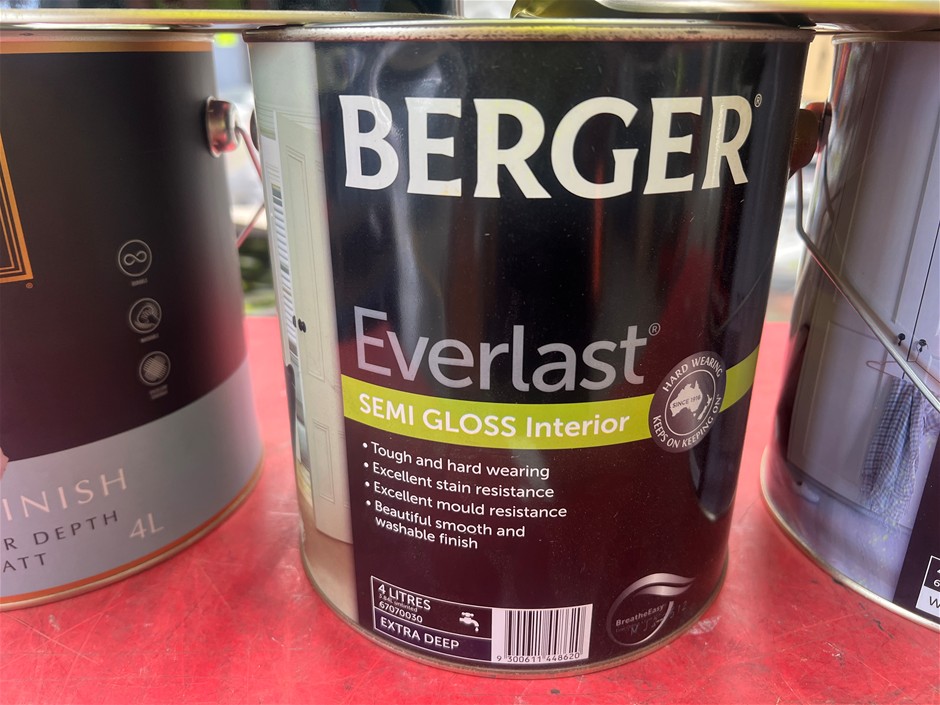 BERGER®
Everlast®
SEMI GLOSS Interior
HARD WEARING
SINCE 1916
KEEPS ON KEEPING ON
• Tough and hard wearing
• Excellent stain resistance
• Excellent mould resistance
• Beautiful smooth and
washable finish
4 LITRES
67070030
EXTRA DEEP
9 300611 448620
BreatheEasy
INISH
R DEPTH
ATT
4L